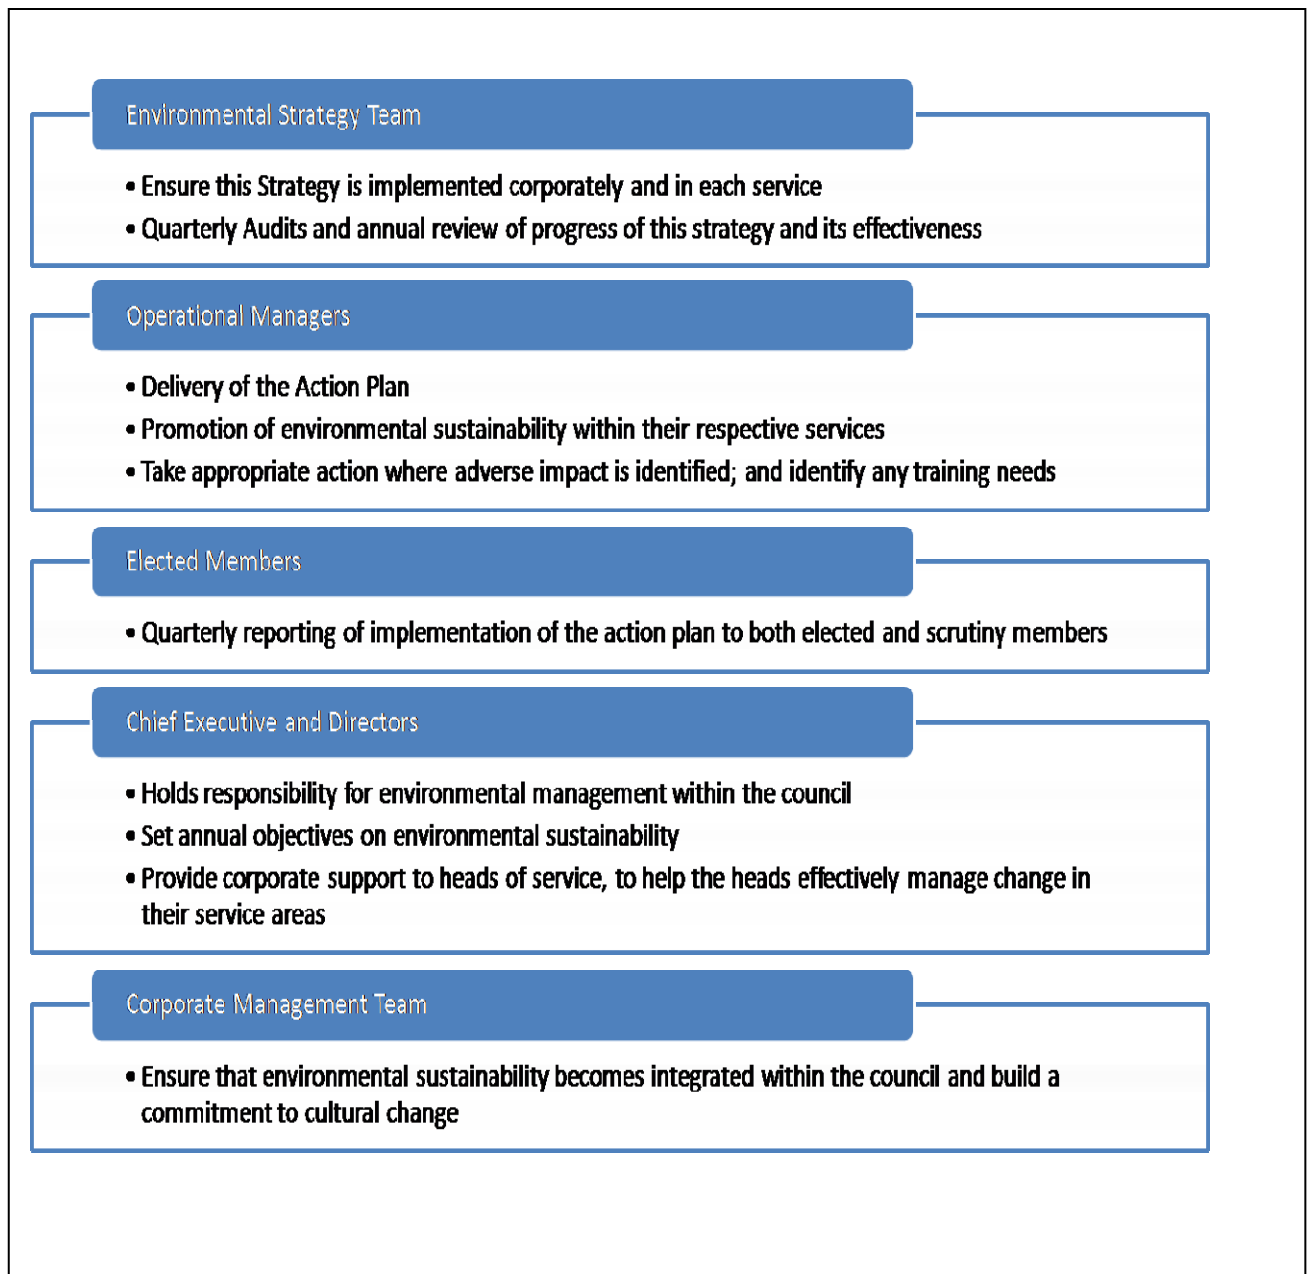 Environmental Strategy Team
• Ensure this Strategy is implemented corporately and in each service
• Quarterly Audits and annual review of progress of this strategy and its effectiveness
Operational Managers
• Delivery of the Action Plan
• Promotion of environmental sustainability within their respective services
• Take appropriate action where adverse impact is identified; and identify any training needs
Elected Members
• Quarterly reporting of implementation of the action plan to both elected and scrutiny members
Chief Executive and Directors
• Holds responsibility for environmental management within the council
• Set annual objectives on environmental sustainability
• Provide corporate support to heads of service, to help the heads effectively manage change in
their service areas
Corporate Management Team
• Ensure that environmental sustainability becomes integrated within the council and build a
commitment to cultural change